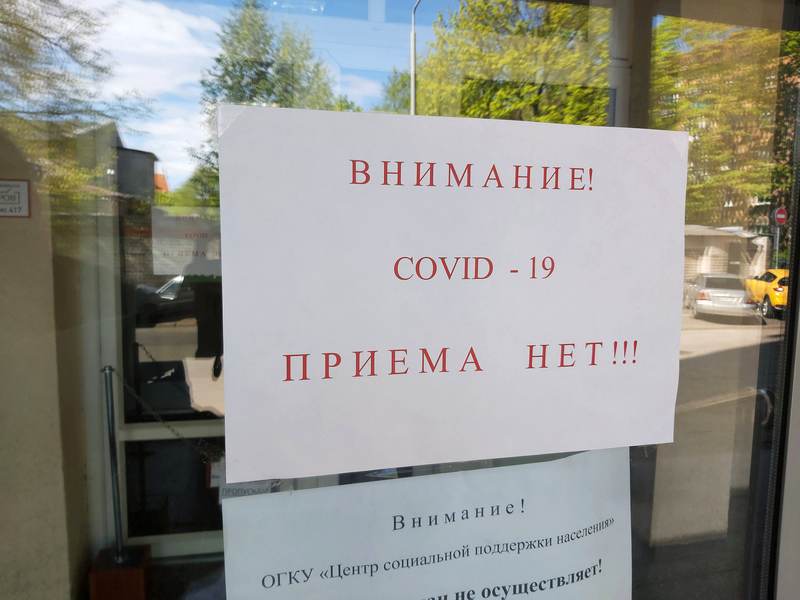 ВНИМАНИЕ!
COVID - 19
ПРИЕМА НЕТ!!!
Внимание!
ОГКУ «Центр социальной поддержки населения»
не осуществляет!